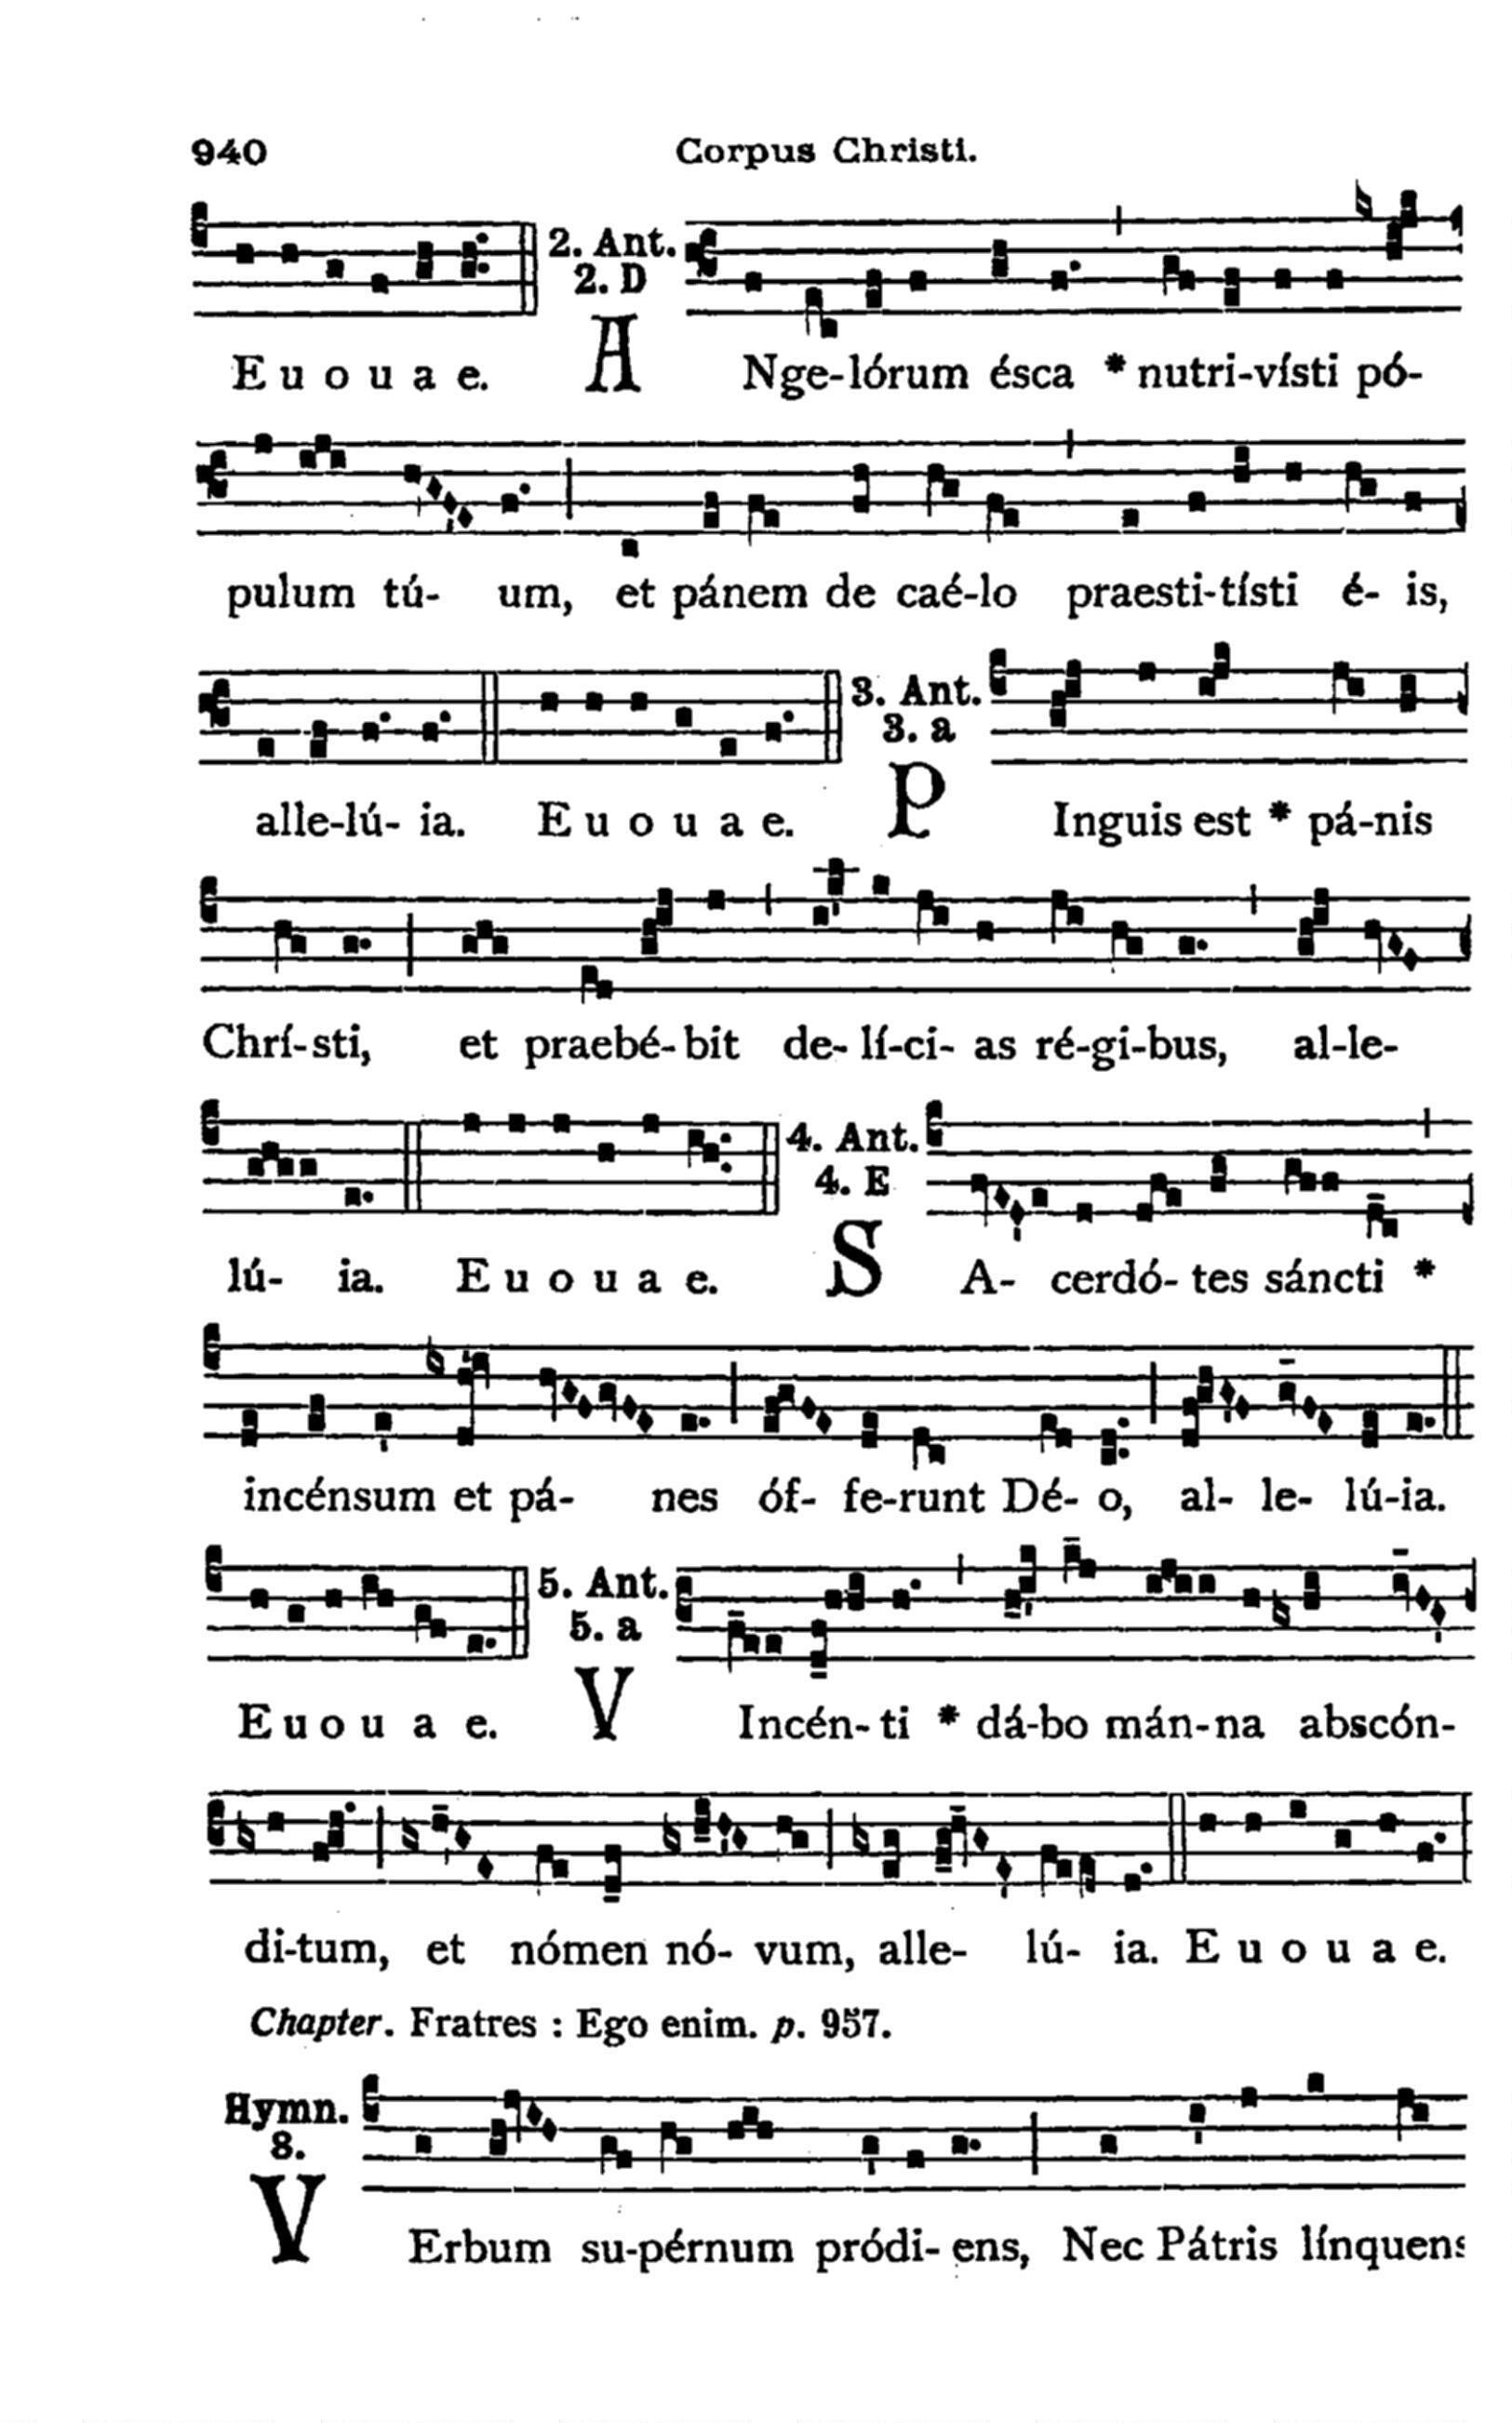 940 Corpus Christi.
2. Ant.
2. D
E u o u a e. A Nge-lórum ésca * nutri-vísti pó-
pulum tú- um, et pánem de caé-lo praesti-tísti é- is,
3. Ant.
3. a
alle-lú- ia. E u o u a e. P Inguis est * pá-nis
Chrí-sti, et praebé-bit de- lí-ci- as ré-gi-bus, al-le-
4. Ant.
4. E
lú- ia. E u o u a e. S A- cerdó- tes sáncti *
incénsum et pá- nes óf- fe-runt Dé- o, al- le- lú-ia.
5. Ant.
5. a
E u o u a e. V Incén- ti * dá-bo mán-na abscón-
di-tum, et nómen nó- vum, alle- lú- ia. E u o u a e.
Chapter. Fratres : Ego enim. p. 957.
Hymn.
8.
V Erbum su-pérnum pródi- ens, Nec Pátris línquens